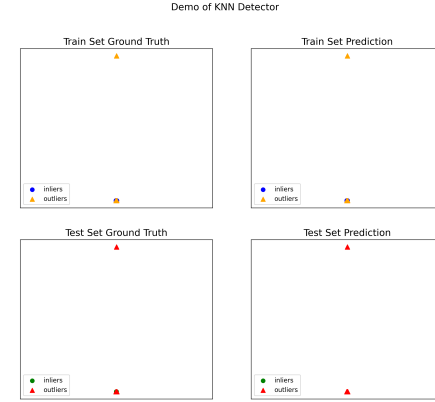 Demo of KNN Detector
Train Set Ground Truth
inliers
outliers
Train Set Prediction
inliers
outliers
Test Set Ground Truth
inliers
outliers
Test Set Prediction
inliers
outliers